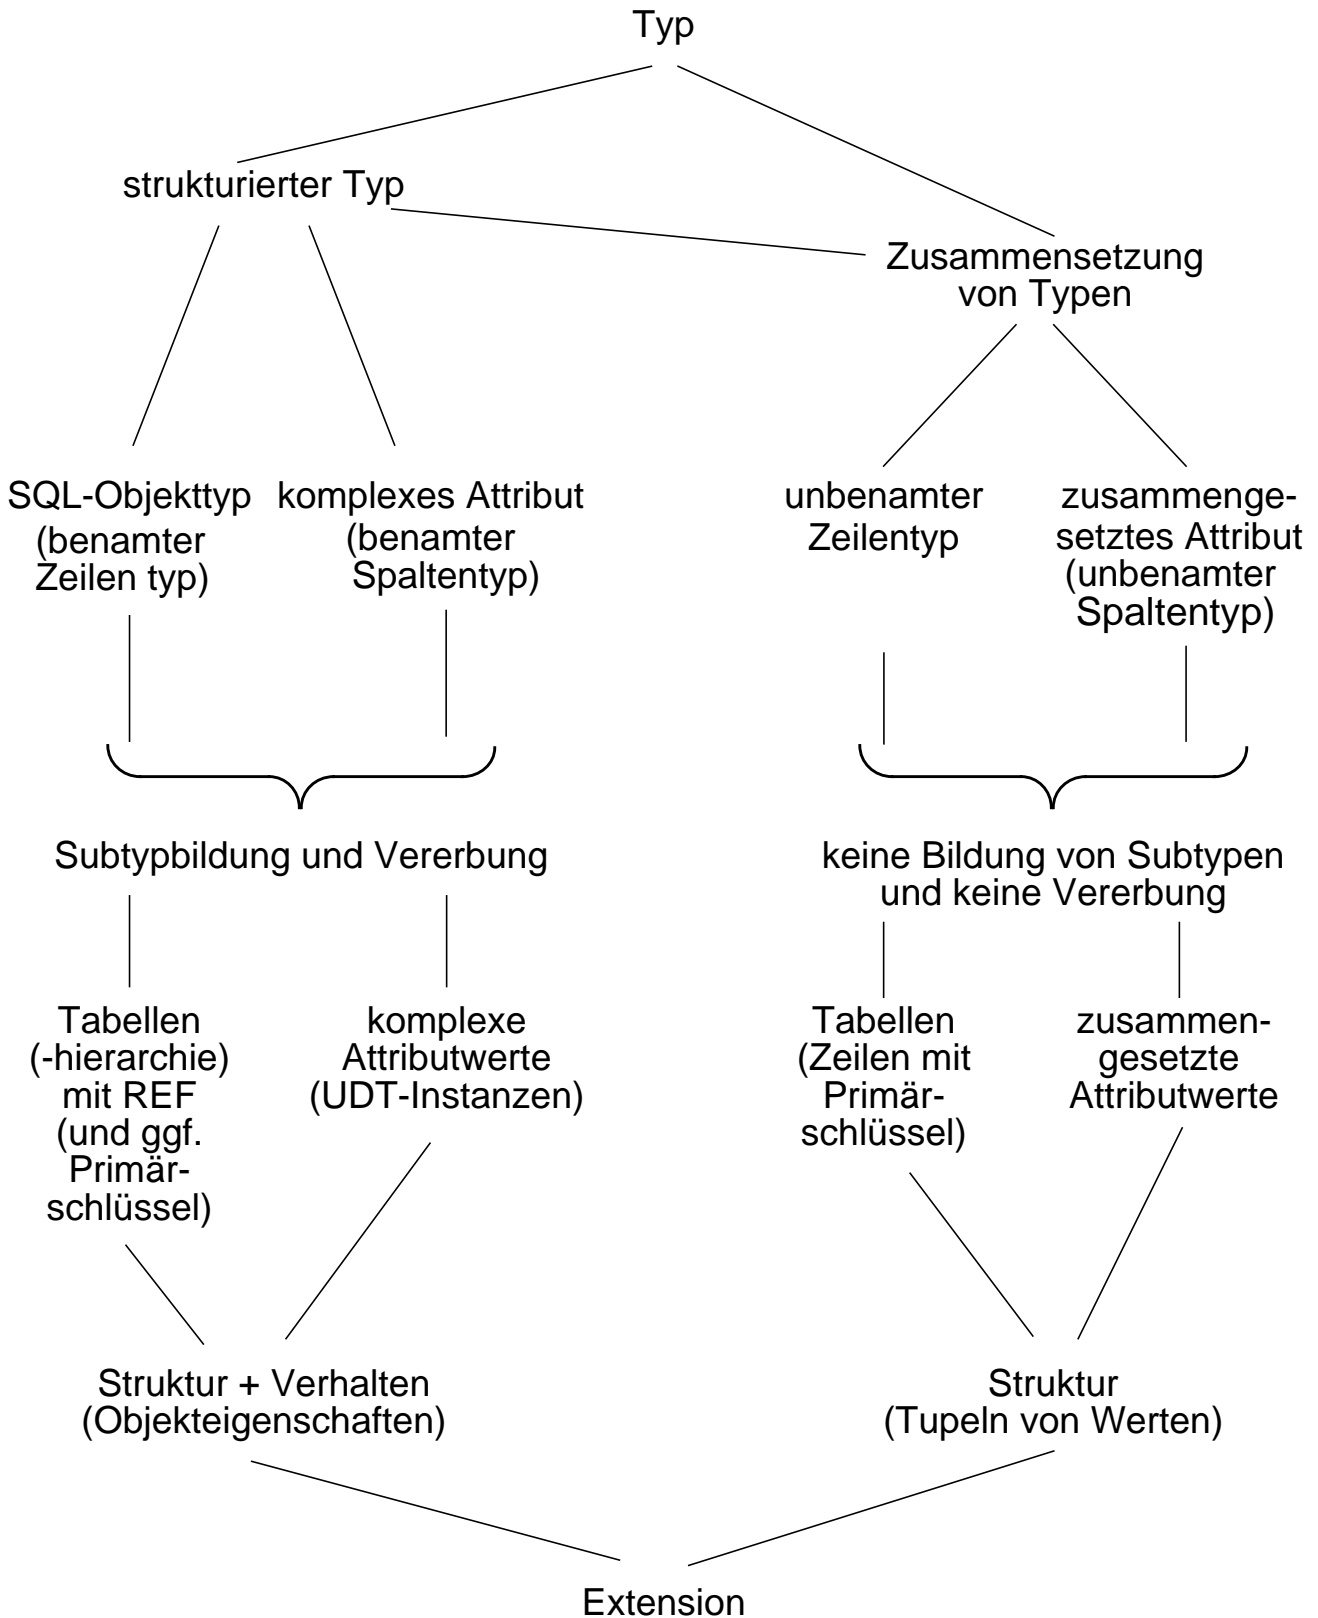 Typ
strukturierter Typ
Zusammensetzung
von Typen
SQL-Objekttyp
(benamter
Zeilen typ)
komplexes Attribut
(benamter
Spaltentyp)
unbenamter
Zeilentyp
zusammenge-
setztes Attribut
(unbenamter
Spaltentyp)
Subtypbildung und Vererbung
keine Bildung von Subtypen
und keine Vererbung
Tabellen
(-hierarchie)
mit REF
(und ggf.
Primär-
schlüssel)
komplexe
Attributwerte
(UDT-Instanzen)
Tabellen
(Zeilen mit
Primär-
schlüssel)
zusammen-
gesetzte
Attributwerte
Struktur + Verhalten
(Objekteigenschaften)
Struktur
(Tupeln von Werten)
Extension